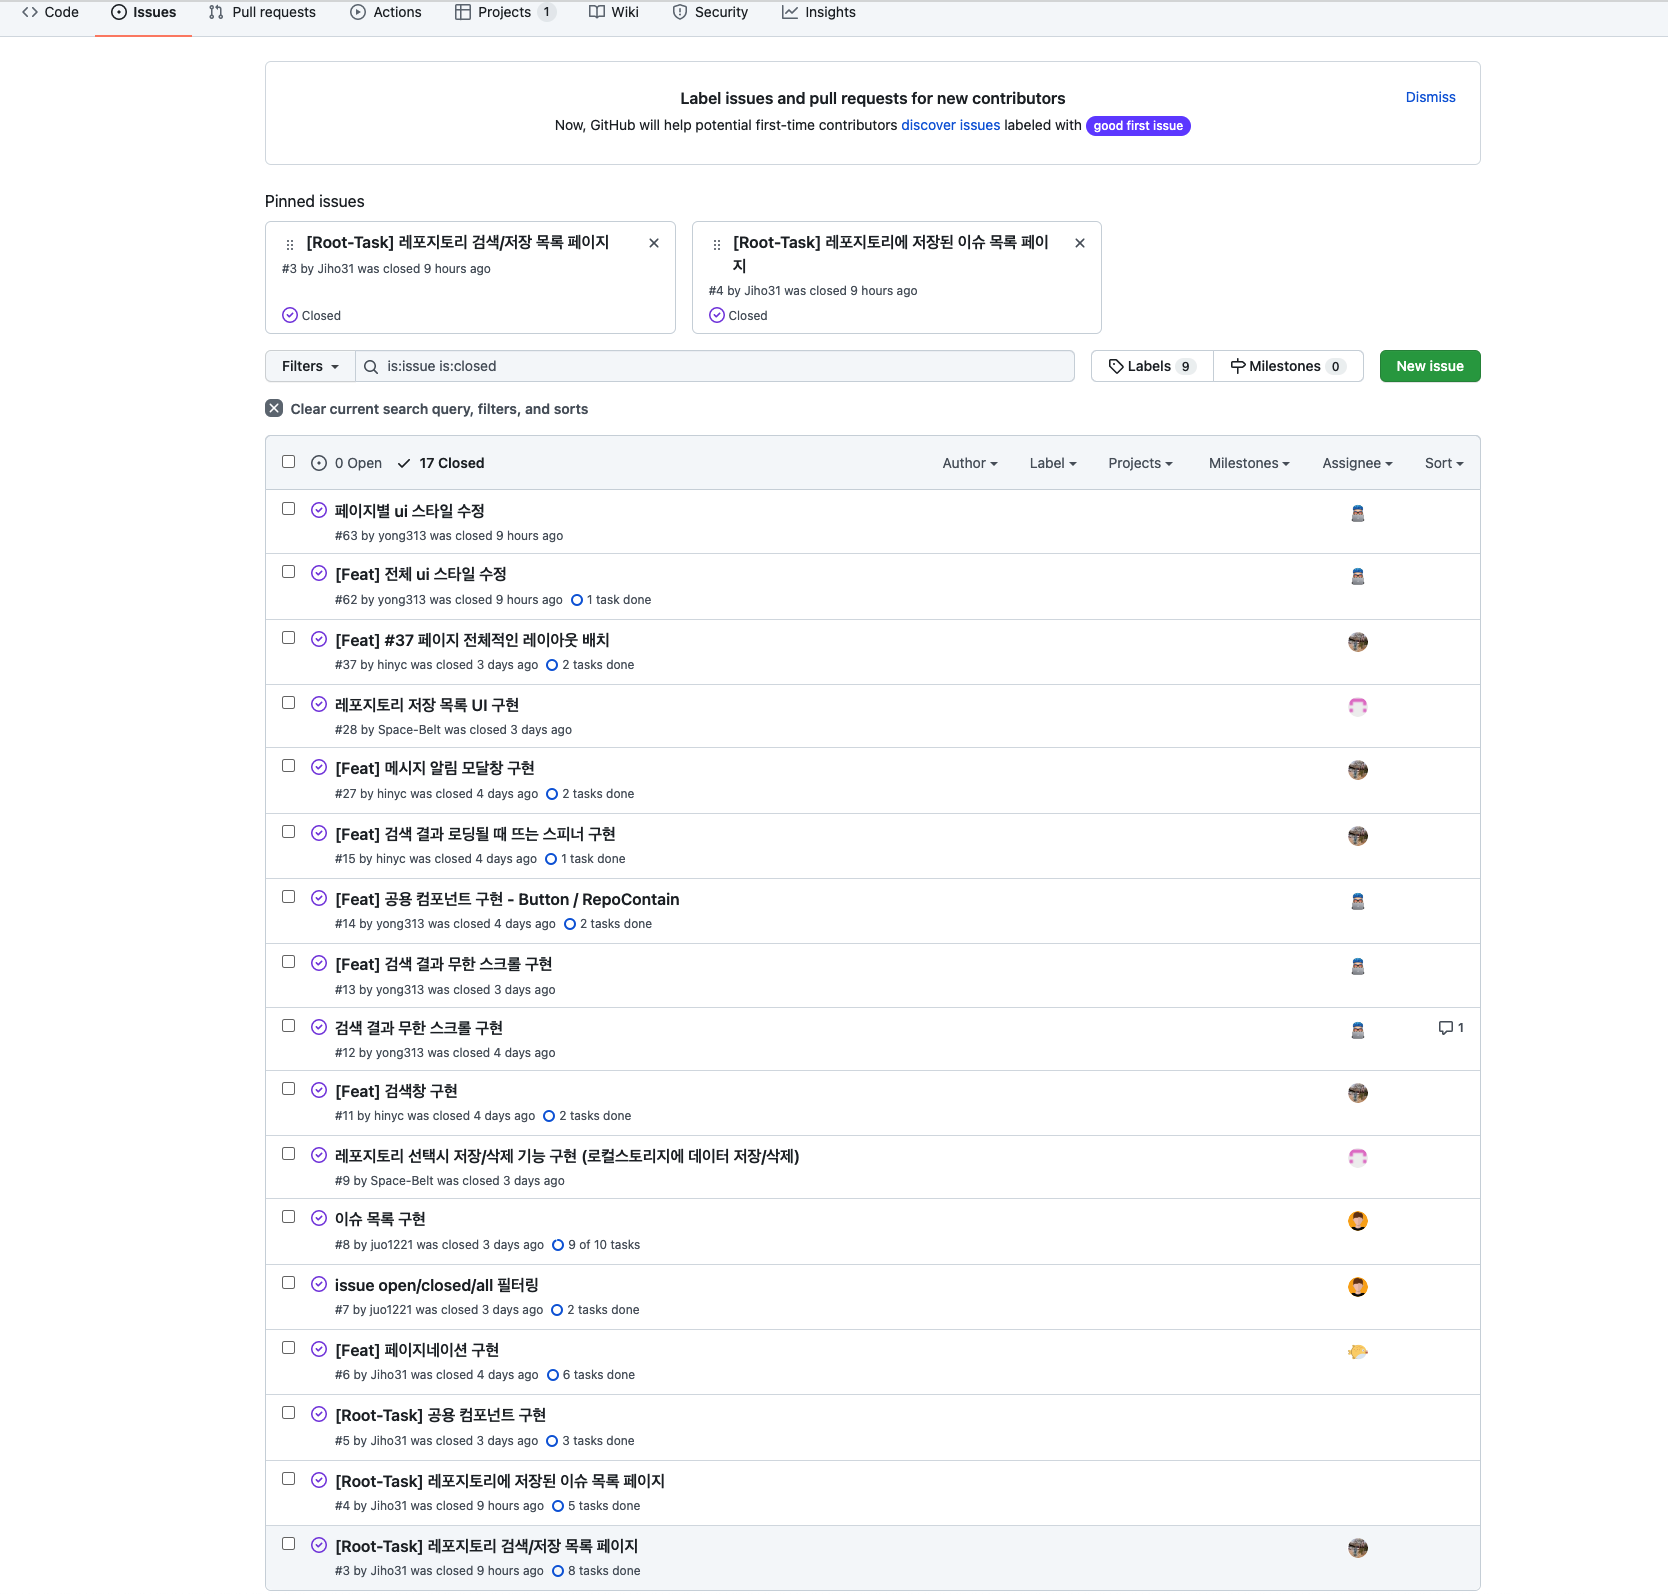 Code Issues Pull requests Actions Projects 1 Wiki Security Insights
Label issues and pull requests for new contributors
Dismiss
Now, GitHub will help potential first-time contributors discover issues labeled with good first issue
Pinned issues
[Root-Task] 레포지토리 검색/저장 목록 페이지
#3 by Jiho31 was closed 9 hours ago
Closed
[Root-Task] 레포지토리에 저장된 이슈 목록 페이
지
#4 by Jiho31 was closed 9 hours ago
Closed
Filters is:issue is:closed Labels 9 Milestones 0 New issue
Clear current search query, filters, and sorts
0 Open 17 Closed Author Label Projects Milestones Assignee Sort
페이지별 ui 스타일 수정
#63 by yong313 was closed 9 hours ago
[Feat] 전체 ui 스타일 수정
#62 by yong313 was closed 9 hours ago 1 task done
[Feat] #37 페이지 전체적인 레이아웃 배치
#37 by hinyc was closed 3 days ago 2 tasks done
레포지토리 저장 목록 UI 구현
#28 by Space-Belt was closed 3 days ago
[Feat] 메시지 알림 모달창 구현
#27 by hinyc was closed 4 days ago 2 tasks done
[Feat] 검색 결과 로딩될 때 뜨는 스피너 구현
#15 by hinyc was closed 4 days ago 1 task done
[Feat] 공용 컴포넌트 구현 - Button / RepoContain
#14 by yong313 was closed 4 days ago 2 tasks done
[Feat] 검색 결과 무한 스크롤 구현
#13 by yong313 was closed 3 days ago
검색 결과 무한 스크롤 구현
1
#12 by yong313 was closed 4 days ago
[Feat] 검색창 구현
#11 by hinyc was closed 4 days ago 2 tasks done
레포지토리 선택시 저장/삭제 기능 구현 (로컬스토리지에 데이터 저장/삭제)
#9 by Space-Belt was closed 3 days ago
이슈 목록 구현
#8 by juo1221 was closed 3 days ago 9 of 10 tasks
issue open/closed/all 필터링
#7 by juo1221 was closed 3 days ago 2 tasks done
[Feat] 페이지네이션 구현
#6 by Jiho31 was closed 4 days ago 6 tasks done
[Root-Task] 공용 컴포넌트 구현
#5 by Jiho31 was closed 3 days ago 3 tasks done
[Root-Task] 레포지토리에 저장된 이슈 목록 페이지
#4 by Jiho31 was closed 9 hours ago 5 tasks done
[Root-Task] 레포지토리 검색/저장 목록 페이지
#3 by Jiho31 was closed 9 hours ago 8 tasks done